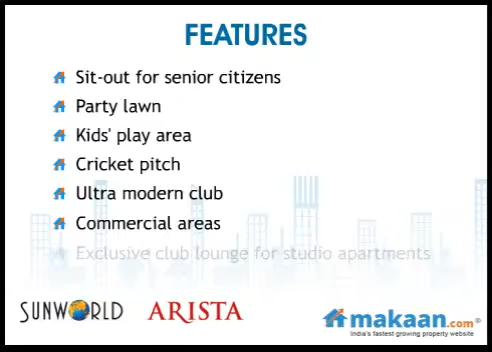 FEATURES
Sit-out for senior citizens
Party lawn
Kids' play area
Cricket pitch
Ultra modern club
Commercial areas
Exclusive club lounge for studio apartments
SUNWORLD ARISTA makaan.com®
India's fastest growing property website